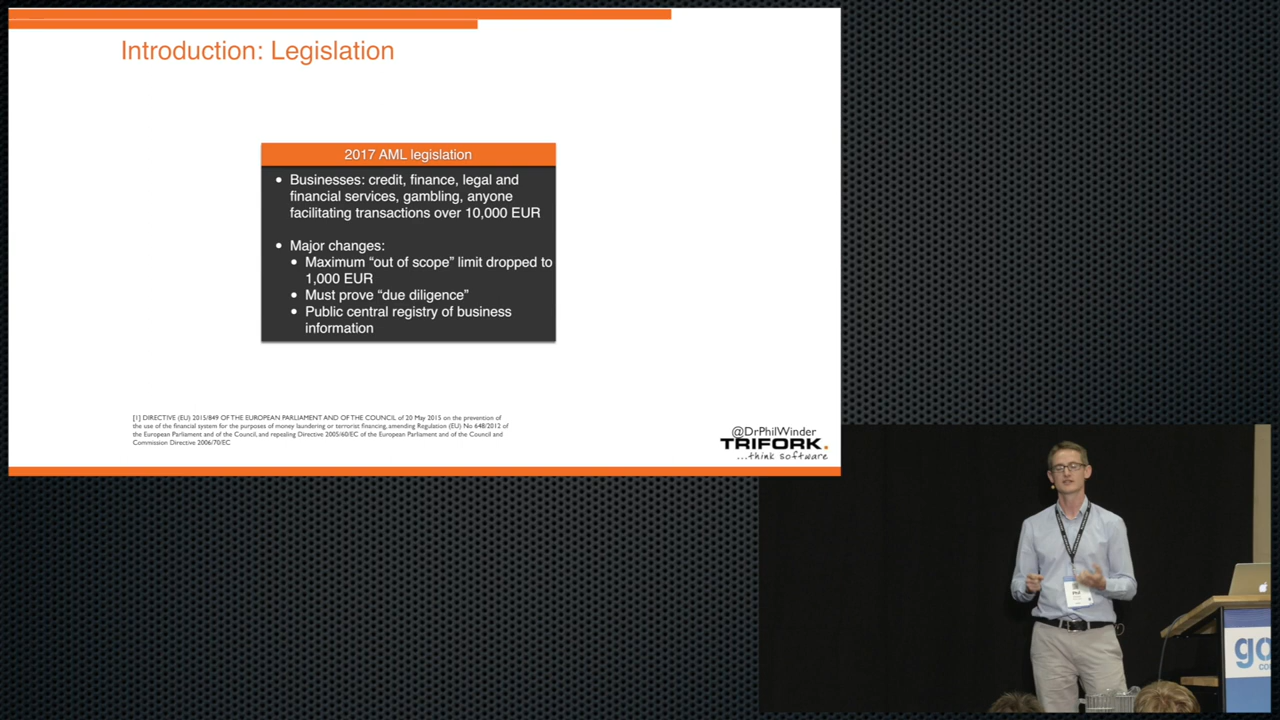 Introduction: Legislation
2017 AML legislation
• Businesses: credit, finance, legal and
financial services, gambling, anyone
facilitating transactions over 10,000 EUR
• Major changes:
• Maximum “out of scope” limit dropped to
1,000 EUR
• Must prove “due diligence”
• Public central registry of business
information
[1] DIRECTIVE (EU) 2015/849 OF THE EUROPEAN PARLIAMENT AND OF THE COUNCIL of 20 May 2015 on the prevention of
the use of the financial system for the purposes of money laundering or terrorist financing, amending Regulation (EU) No 648/2012 of
the European Parliament and of the Council, and repealing Directive 2005/60/EC of the European Parliament and of the Council and
Commission Directive 2006/70/EC
@DrPhilWinder
TRIFORK.
...think software